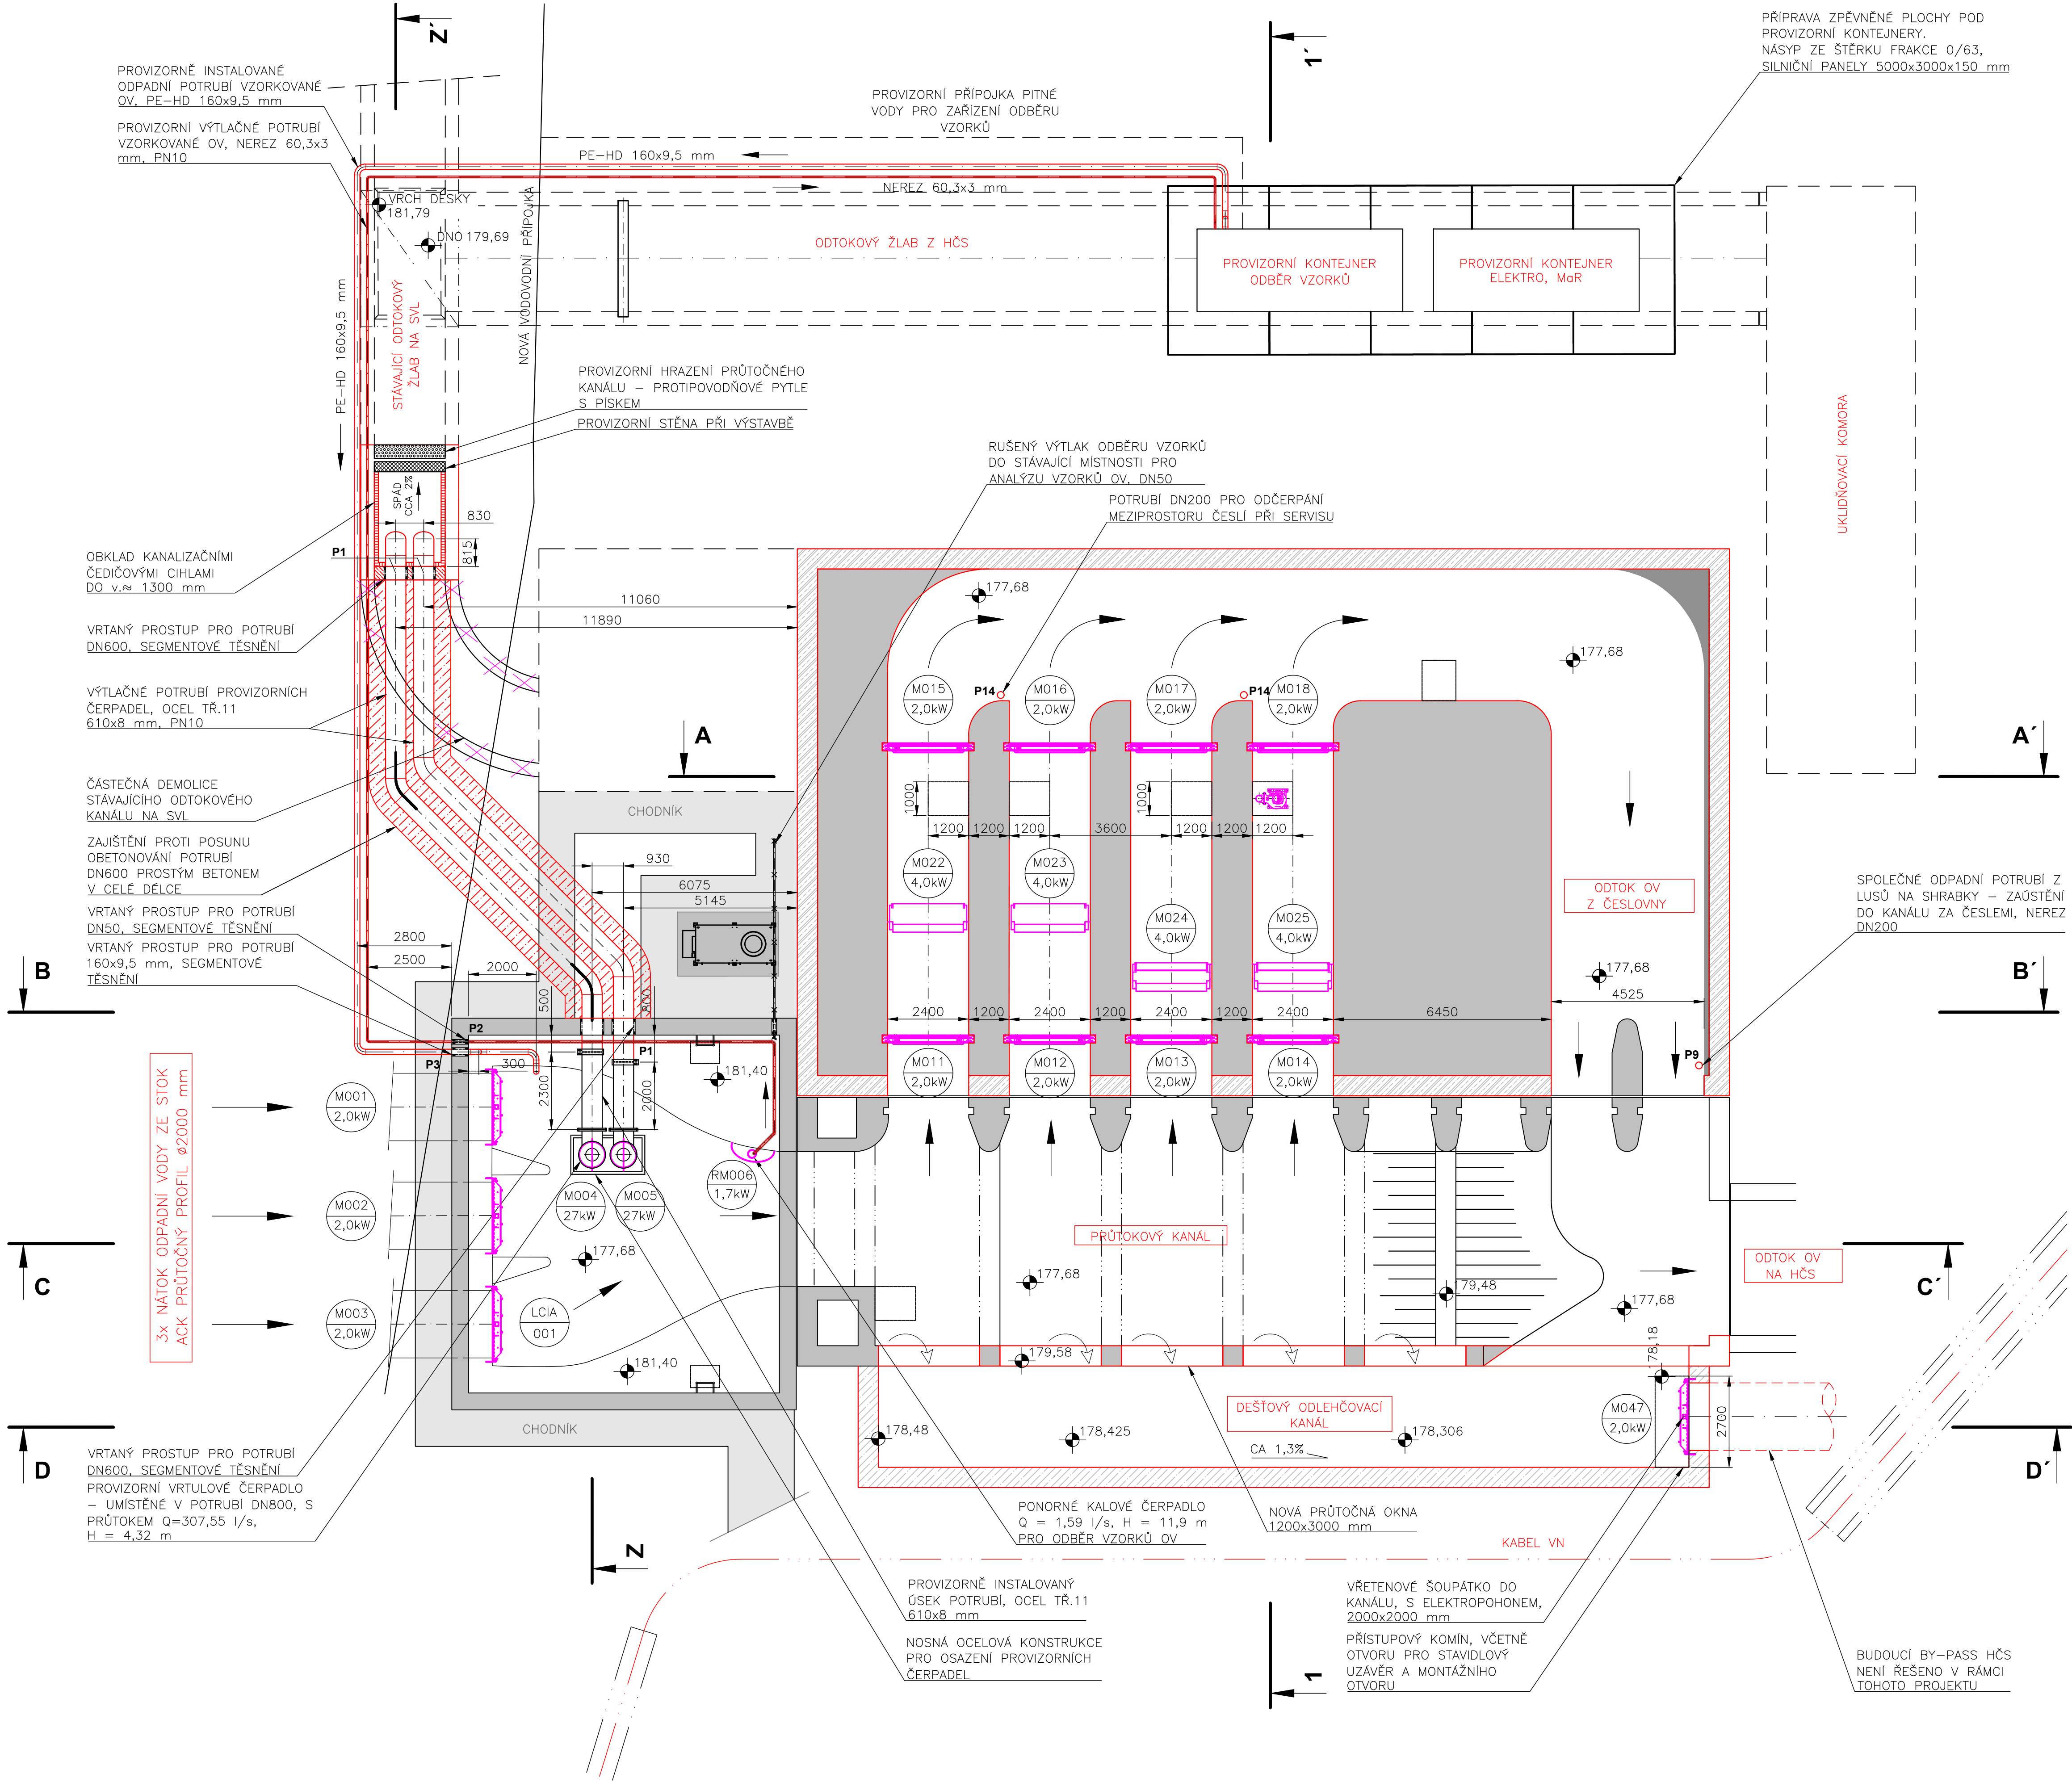 Z´
1´
PŘÍPRAVA ZPĚVNĚNÉ PLOCHY POD
PROVIZORNÍ KONTEJNERY.
NÁSYP ZE ŠTĚRKU FRAKCE 0/63,
SILNIČNÍ PANELY 5000x3000x150 mm
PROVIZORNĚ INSTALOVANÉ
ODPADNÍ POTRUBÍ VZORKOVANÉ
OV, PE-HD 160x9,5 mm
PROVIZORNÍ VÝTLAČNÉ POTRUBÍ
VZORKOVANÉ OV, NEREZ 60,3x3
mm, PN10
PROVIZORNÍ PŘÍPOJKA PITNÉ
VODY PRO ZAŘÍZENÍ ODBĚRU
VZORKŮ
PE-HD 160x9,5 mm
NEREZ 60,3x3 mm
VRCH DESKY
181,79
DNO 179,69
NOVÁ VODOVODNÍ PŘÍPOJKA
ODTOKOVÝ ŽLAB Z HČS
PROVIZORNÍ KONTEJNER
ODBĚR VZORKŮ
PROVIZORNÍ KONTEJNER
ELEKTRO, MaR
PE-HD 160x9,5 mm
STÁVAJÍCÍ ODTOKOVÝ
ŽLAB NA SVL
UKLIDŇOVACÍ KOMORA
PROVIZORNÍ HRAZENÍ PRŮTOČNÉHO
KANÁLU – PROTIPOVODŇOVÉ PYTLE
S PÍSKEM
PROVIZORNÍ STĚNA PŘI VÝSTAVBĚ
RUŠENÝ VÝTLAK ODBĚRU VZORKŮ
DO STÁVAJÍCÍ MÍSTNOSTI PRO
ANALÝZU VZORKŮ OV, DN50
POTRUBÍ DN200 PRO ODČERPÁNÍ
MEZIPROSTORU ČESLÍ PŘI SERVISU
SPÁD
CCA 2%
830
815
P1
OBKLAD KANALIZAČNÍMI
ČEDIČOVÝMI CIHLAMI
DO v.≈ 1300 mm
VRTANÝ PROSTUP PRO POTRUBÍ
DN600, SEGMENTOVÉ TĚSNĚNÍ
VÝTLAČNÉ POTRUBÍ PROVIZORNÍCH
ČERPADEL, OCEL TŘ.11
610x8 mm, PN10
ČÁSTEČNÁ DEMOLICE
STÁVAJÍCÍHO ODTOKOVÉHO
KANÁLU NA SVL
ZAJIŠTĚNÍ PROTI POSUNU
OBETONOVÁNÍ POTRUBÍ
DN600 PROSTÝM BETONEM
V CELÉ DÉLCE
VRTANÝ PROSTUP PRO POTRUBÍ
DN50, SEGMENTOVÉ TĚSNĚNÍ
VRTANÝ PROSTUP PRO POTRUBÍ
160x9,5 mm, SEGMENTOVÉ
TĚSNĚNÍ
11060
11890
177,68
177,68
M015
2,0kW
P14
M016
2,0kW
M017
2,0kW
P14
M018
2,0kW
A
A´
CHODNÍK
1000
1000
1200
1200
1200
3600
1200
1200
1200
M022
4,0kW
M023
4,0kW
M024
4,0kW
M025
4,0kW
930
6075
5145
2800
2500
2000
500
800
ODTOK OV
Z ČESLOVNY
SPOLEČNÉ ODPADNÍ POTRUBÍ Z
LUSŮ NA SHRABKY – ZAÚSTĚNÍ
DO KANÁLU ZA ČESLEMI, NEREZ
DN200
B
B´
177,68
4525
2400
1200
2400
1200
2400
1200
2400
6450
P2
P3
P1
300
2300
2000
181,40
P9
M011
2,0kW
M012
2,0kW
M013
2,0kW
M014
2,0kW
3x NÁTOK ODPADNÍ VODY ZE STOK
ACK PRŮTOČNÝ PROFIL ø2000 mm
M001
2,0kW
M002
2,0kW
M003
2,0kW
M004
27kW
M005
27kW
RM006
1,7kW
177,68
LCIA
001
181,40
PRŮTOKOVÝ KANÁL
177,68
179,48
177,68
ODTOK OV
NA HČS
C
C´
179,58
178,18
DEŠŤOVÝ ODLEHČOVACÍ
KANÁL
M047
2,0kW
2700
178,48
178,425
178,306
CA 1,3%
CHODNÍK
D
D´
VRTANÝ PROSTUP PRO POTRUBÍ
DN600, SEGMENTOVÉ TĚSNĚNÍ
PROVIZORNÍ VRTULOVÉ ČERPADLO
– UMÍSTĚNÉ V POTRUBÍ DN800, S
PRŮTOKEM Q=307,55 l/s,
H = 4,32 m
PONORNÉ KALOVÉ ČERPADLO
Q = 1,59 l/s, H = 11,9 m
PRO ODBĚR VZORKŮ OV
NOVÁ PRŮTOČNÁ OKNA
1200x3000 mm
KABEL VN
Z
PROVIZORNĚ INSTALOVANÝ
ÚSEK POTRUBÍ, OCEL TŘ.11
610x8 mm
NOSNÁ OCELOVÁ KONSTRUKCE
PRO OSAZENÍ PROVIZORNÍCH
ČERPADEL
VŘETENOVÉ ŠOUPÁTKO DO
KANÁLU, S ELEKTROPOHONEM,
2000x2000 mm
PŘÍSTUPOVÝ KOMÍN, VČETNĚ
OTVORU PRO STAVIDLOVÝ
UZÁVĚR A MONTÁŽNÍHO
OTVORU
1
BUDOUCÍ BY-PASS HČS
NENÍ ŘEŠENO V RÁMCI
TOHOTO PROJEKTU